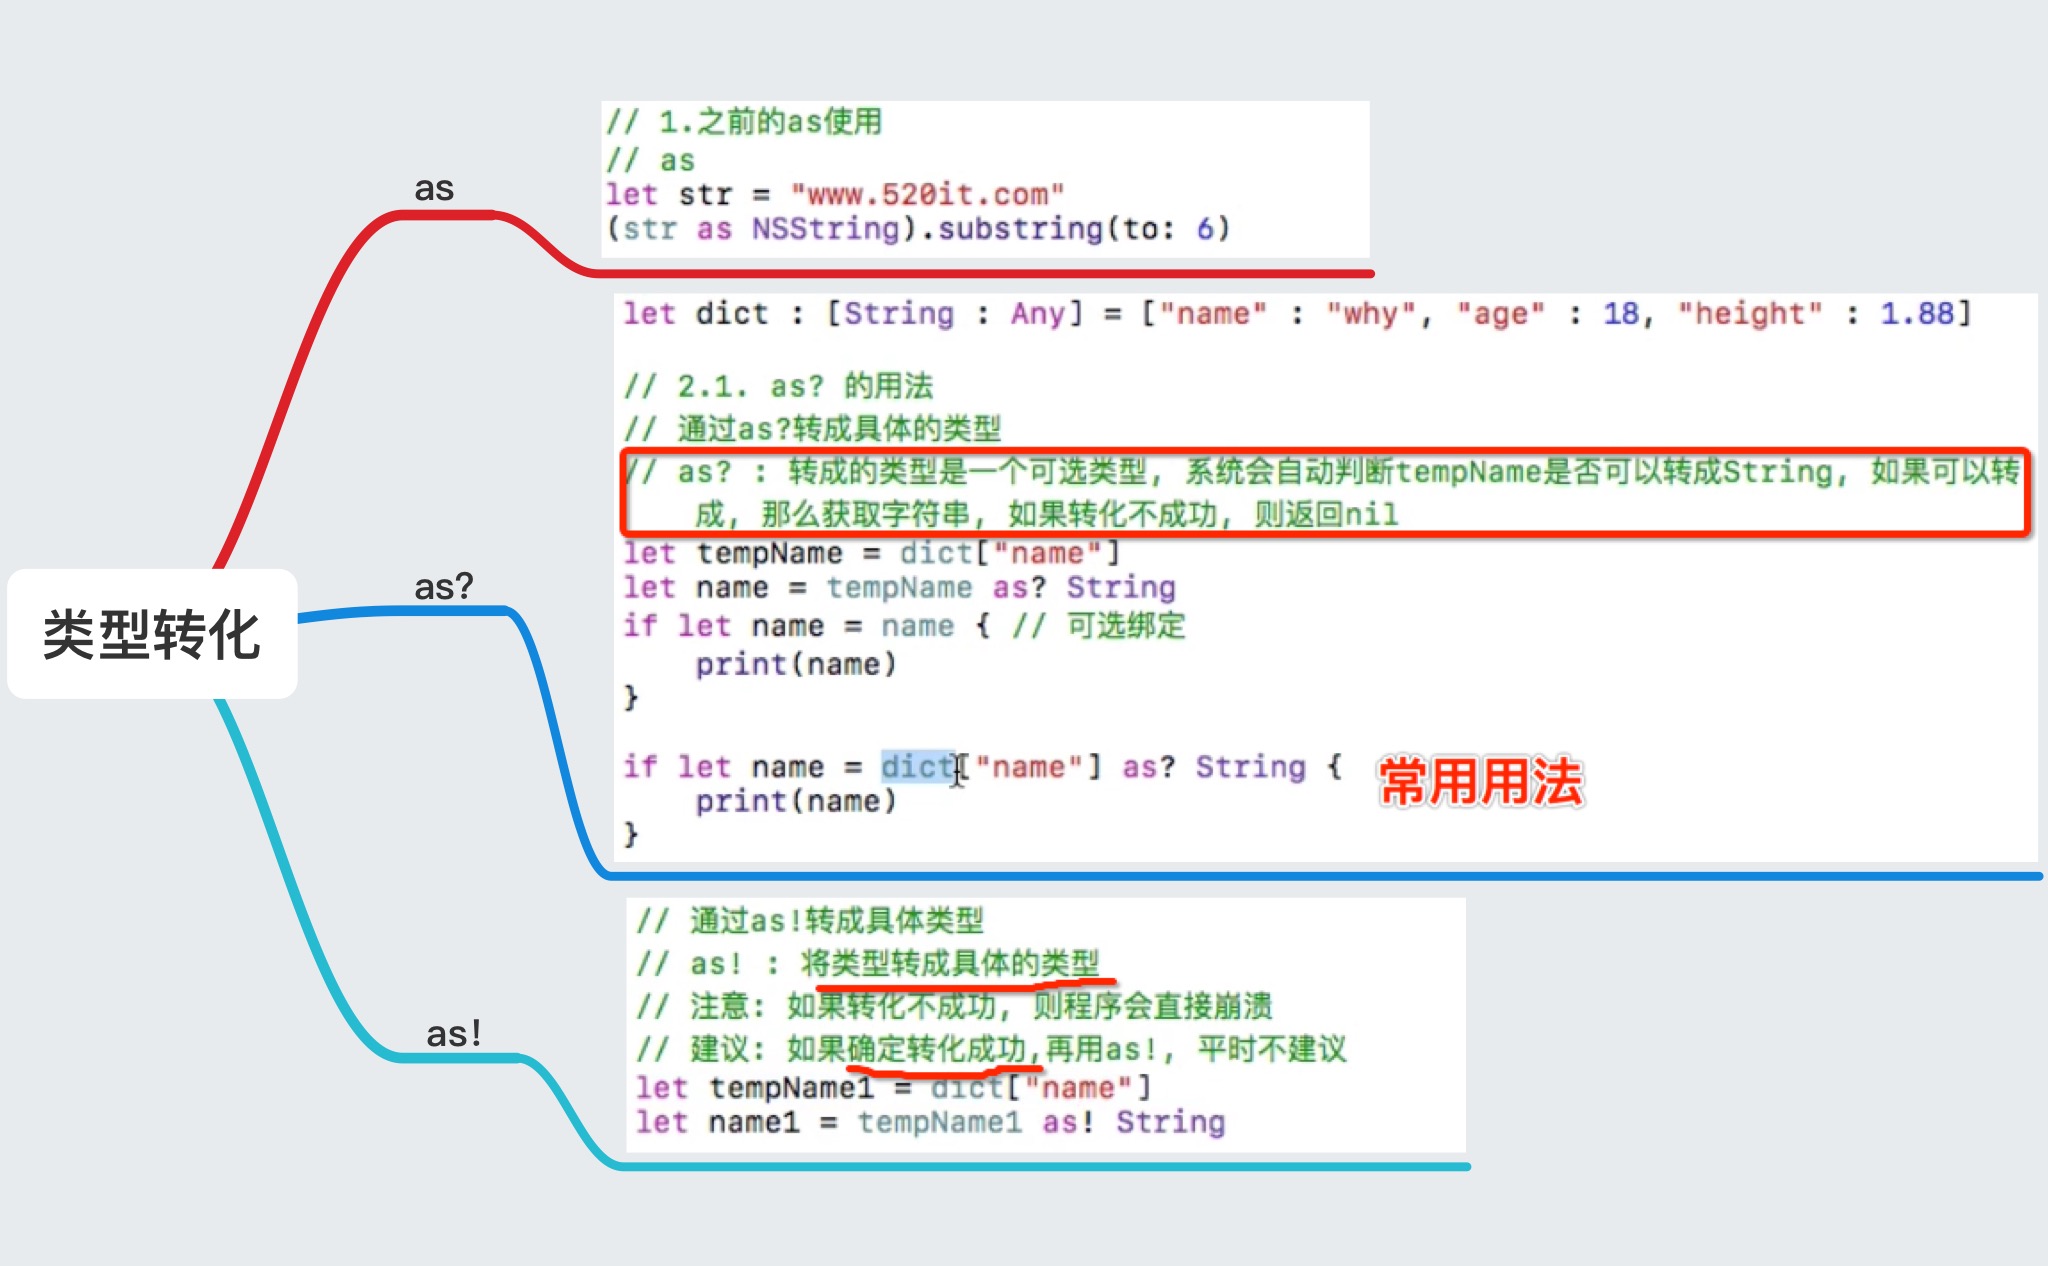 类型转化
as
// 1.之前的as使用
// as
let str = "www.520it.com"
(str as NSString).substring(to: 6)
as?
let dict : [String : Any] = ["name" : "why", "age" : 18, "height" : 1.88]
// 2.1. as? 的用法
// 通过as?转成具体的类型
// as? : 转成的类型是一个可选类型, 系统会自动判断tempName是否可以转成String, 如果可以转
成, 那么获取字符串, 如果转化不成功, 则返回nil
let tempName = dict["name"]
let name = tempName as? String
if let name = name { // 可选绑定
print(name)
}
if let name = dict["name"] as? String {
常用用法
print(name)
}
as!
// 通过as!转成具体类型
// as! : 将类型转成具体的类型
// 注意: 如果转化不成功, 则程序会直接崩溃
// 建议: 如果确定转化成功,再用as!, 平时不建议
let tempName1 = dict["name"]
let name1 = tempName1 as! String